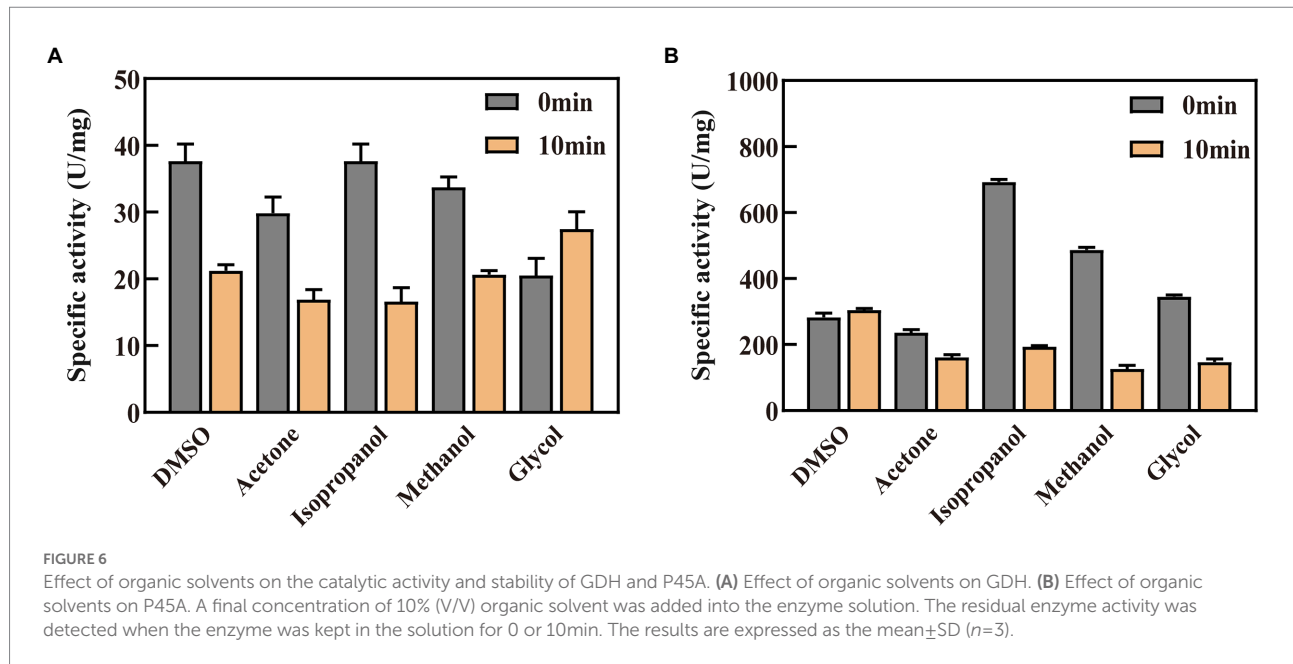 A
Specific activity (U/mg)
50
40
30
20
10
0
0min
10min
DMSO
Acetone
Isopropanol
Methanol
Glycol
B
Specific activity (U/mg)
1000
800
600
400
200
0
0min
10min
DMSO
Acetone
Isopropanol
Methanol
Glycol
FIGURE 6
Effect of organic solvents on the catalytic activity and stability of GDH and P45A. (A) Effect of organic solvents on GDH. (B) Effect of organic
solvents on P45A. A final concentration of 10% (V/V) organic solvent was added into the enzyme solution. The residual enzyme activity was
detected when the enzyme was kept in the solution for 0 or 10min. The results are expressed as the mean±SD (n=3).